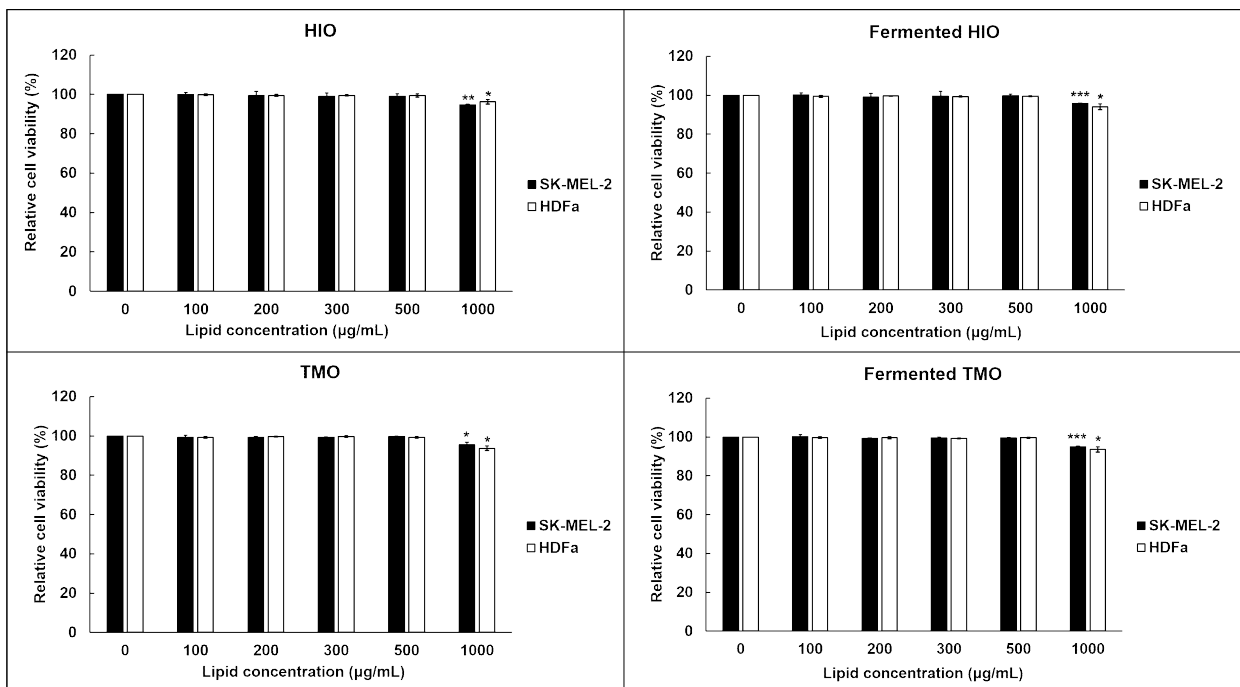 HIO
120
100
80
60
40
20
0
Relative cell viability (%)
** *
SK-MEL-2
HDFa
0 100 200 300 500 1000
Lipid concentration (µg/mL)
Fermented HIO
120
100
80
60
40
20
0
Relative cell viability (%)
*** *
SK-MEL-2
HDFa
0 100 200 300 500 1000
Lipid concentration (µg/mL)
TMO
120
100
80
60
40
20
0
Relative cell viability (%)
* *
SK-MEL-2
HDFa
0 100 200 300 500 1000
Lipid concentration (µg/mL)
Fermented TMO
120
100
80
60
40
20
0
Relative cell viability (%)
*** *
SK-MEL-2
HDFa
0 100 200 300 500 1000
Lipid concentration (µg/mL)